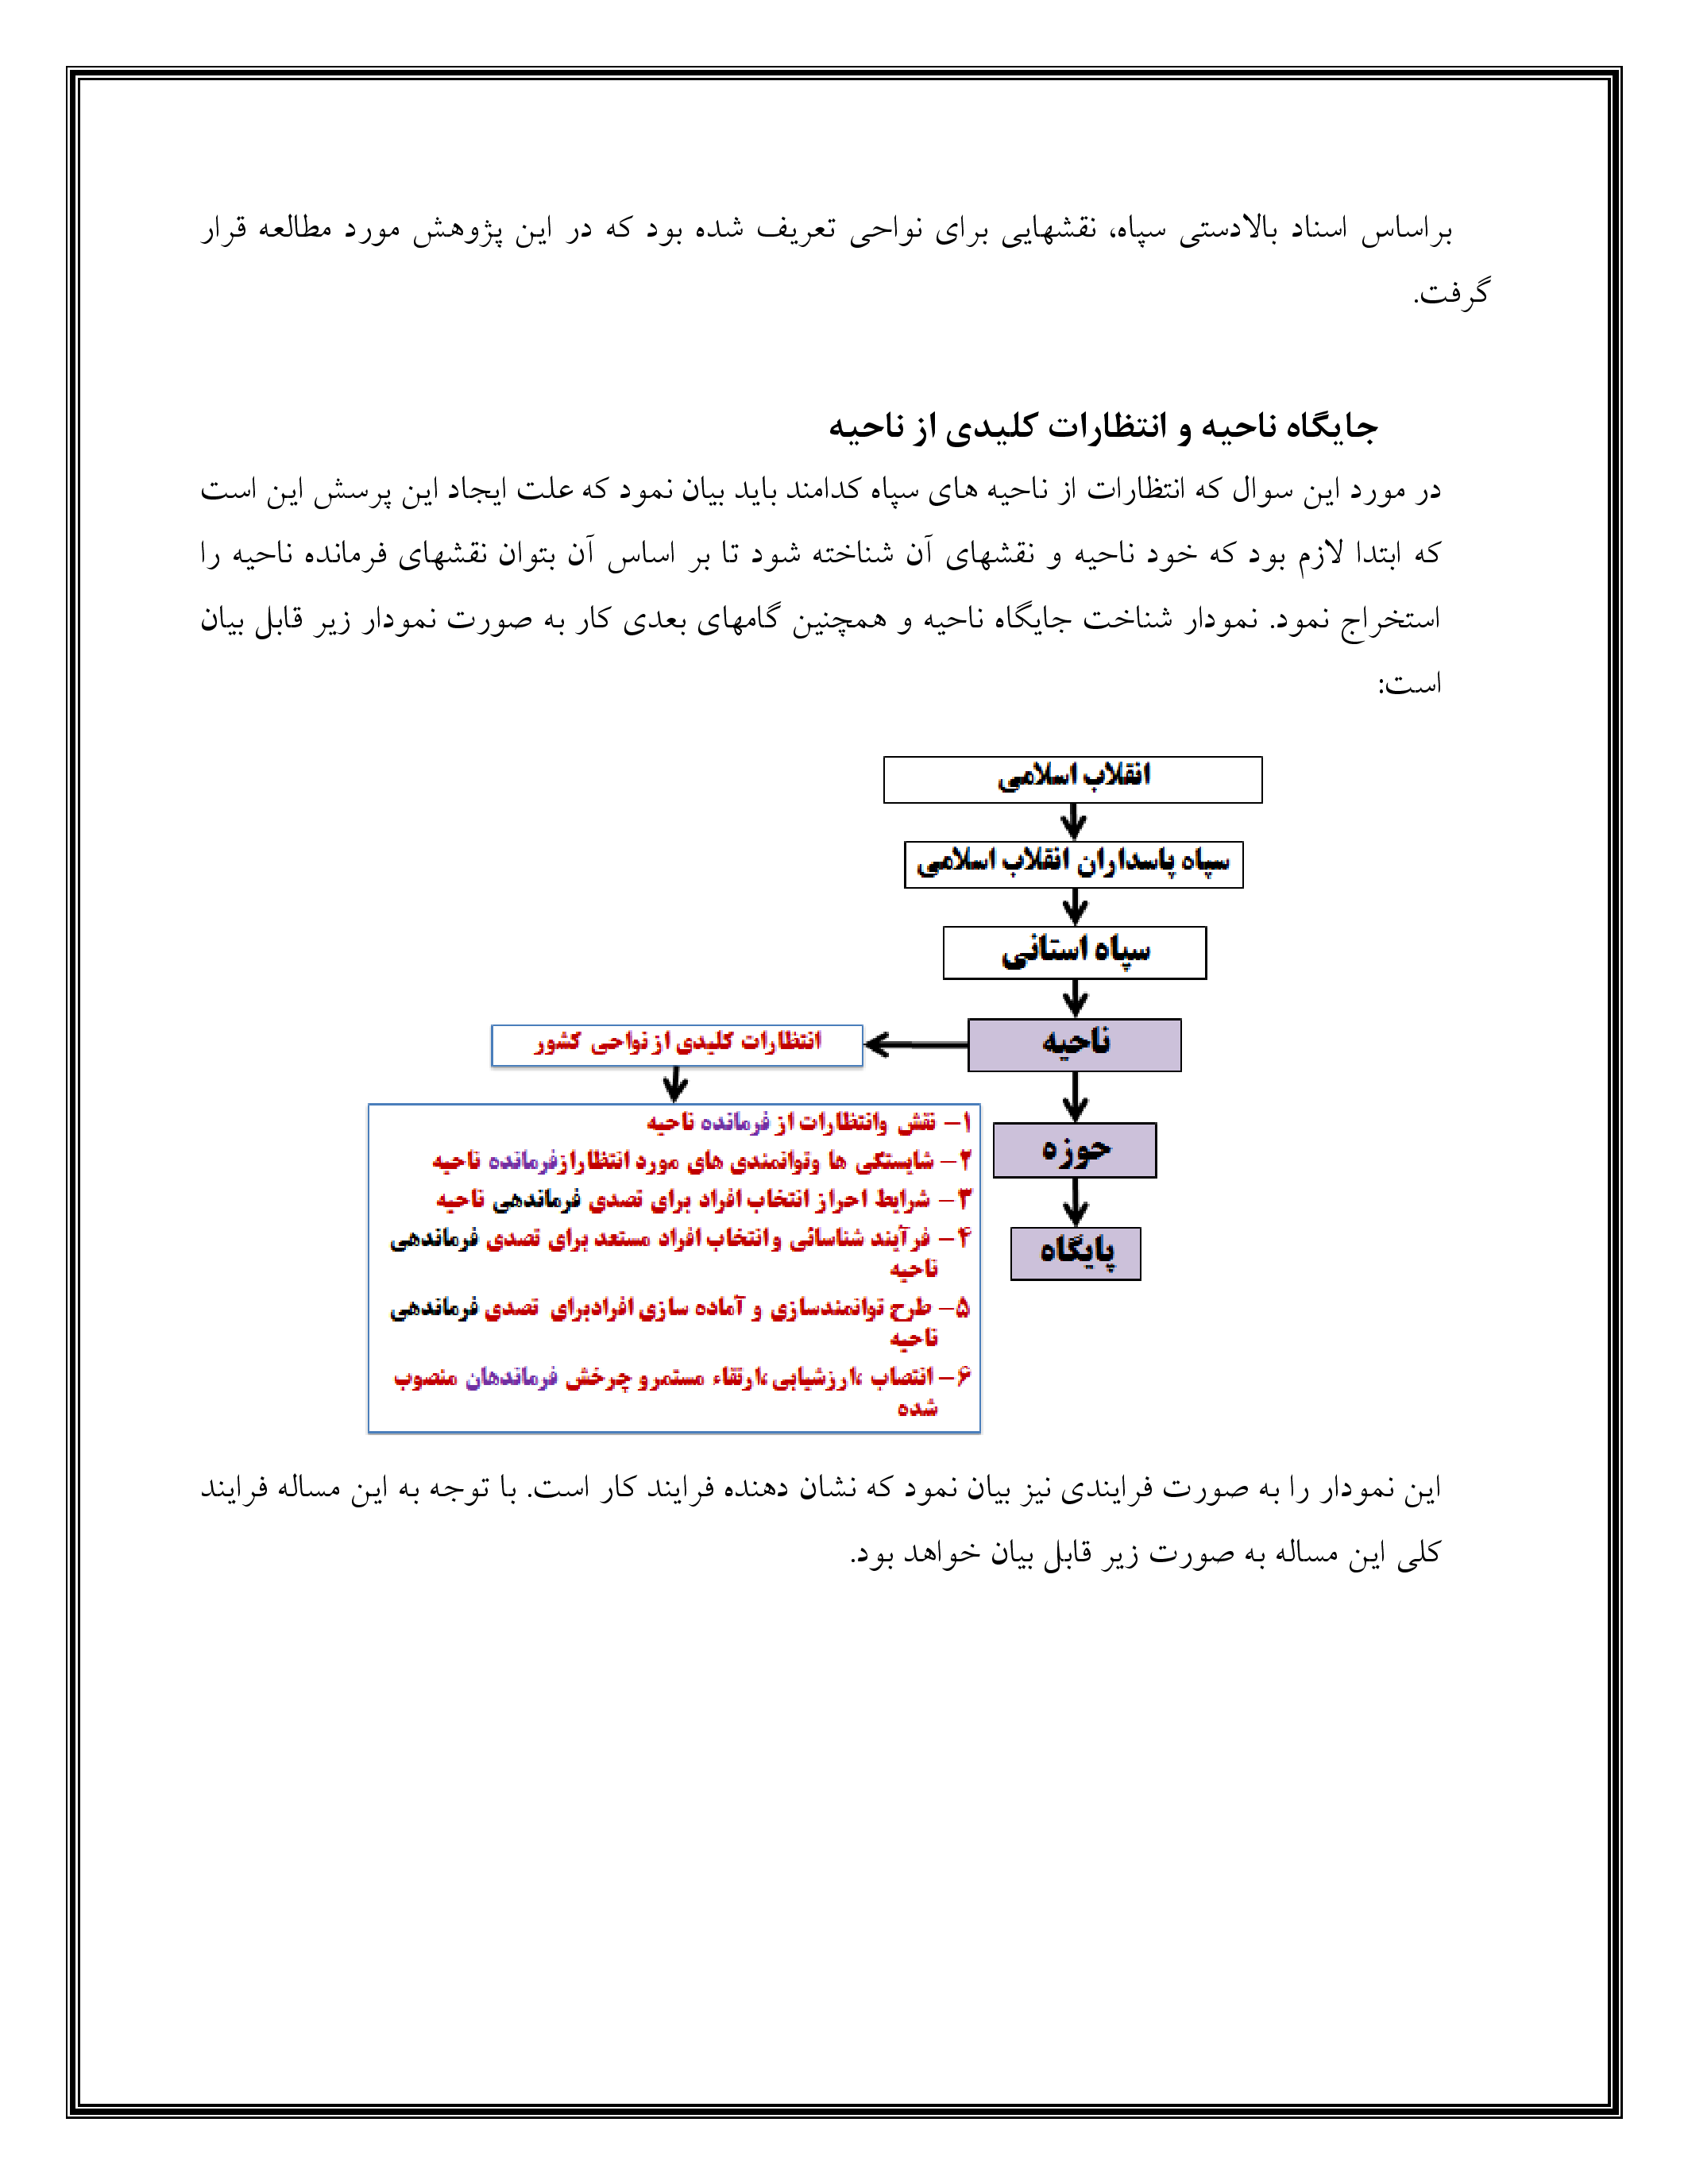 براساس اسناد بالادستی سپاه، نقشهایی برای نواحی تعریف شده بود که در این پژوهش مورد مطالعه قرار
گرفت.
جایگاه ناحیه و انتظارات کلیدی از ناحیه
در مورد این سوال که انتظارات از ناحیه های سپاه کدامند باید بیان نمود که علت ایجاد این پرسش این است
که ابتدا لازم بود که خود ناحیه و نقشهای آن شناخته شود تا بر اساس آن بتوان نقشهای فرمانده ناحیه را
استخراج نمود. نمودار شناخت جایگاه ناحیه و همچنین گامهای بعدی کار به صورت نمودار زیر قابل بیان
است:
انقلاب اسلامی
سپاه پاسداران انقلاب اسلامی
سپاه استانی
ناحیه
انتظارات کلیدی از نواحی کشور
حوزه
پایگاه
۱- نقش وانتظارات از فرمانده ناحیه
۲- شایستگی ها وتوانمندی های مورد انتظاراز فرمانده ناحیه
۳- شرایط احراز انتخاب افراد برای تصدی فرماندهی ناحیه
۴- فرآیند شناسائی و انتخاب افراد مستعد برای تصدی فرماندهی
ناحیه
۵- طرح توانمندسازی و آماده سازی افرادبرای تصدی فرماندهی
ناحیه
۶- انتصاب ،ارزشیابی ،ارتقاء مستمر و چرخش فرماندهان منصوب
شده
این نمودار را به صورت فرایندی نیز بیان نمود که نشان دهنده فرایند کار است. با توجه به این مساله فرایند
کلی این مساله به صورت زیر قابل بیان خواهد بود.